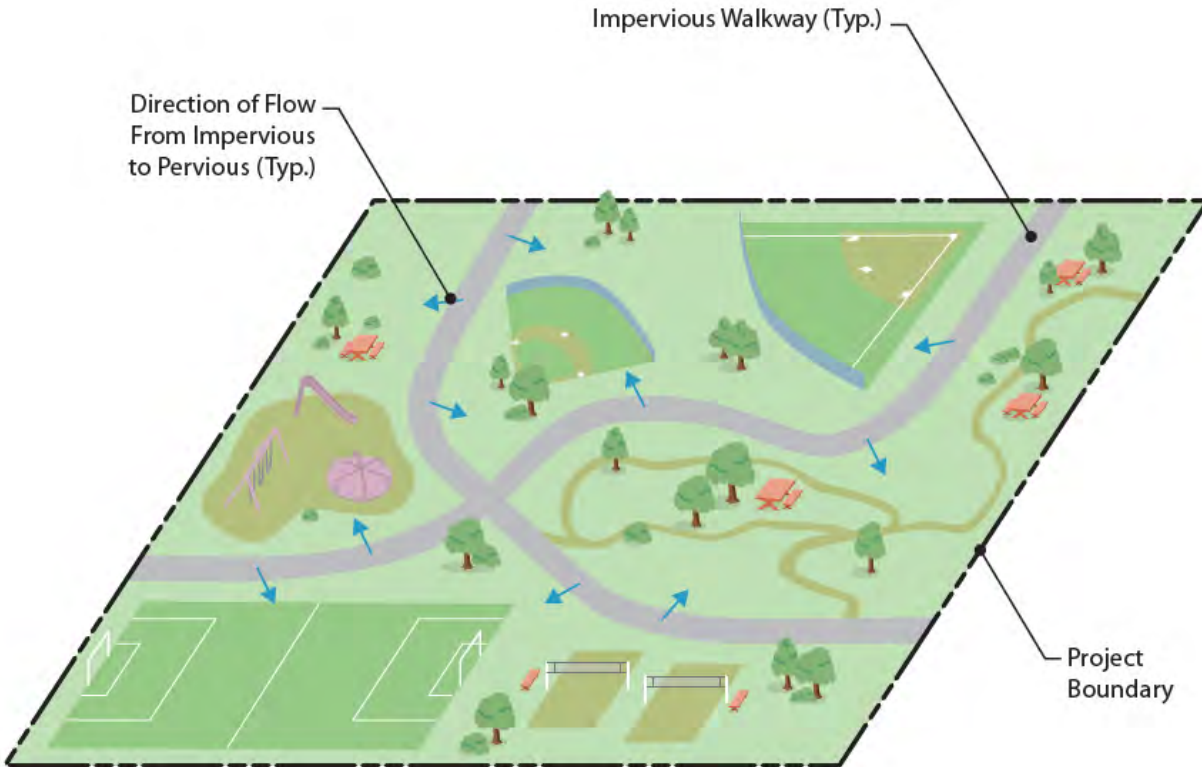 Impervious Walkway (Typ.)
Direction of Flow
From Impervious
to Pervious (Typ.)
Project
Boundary